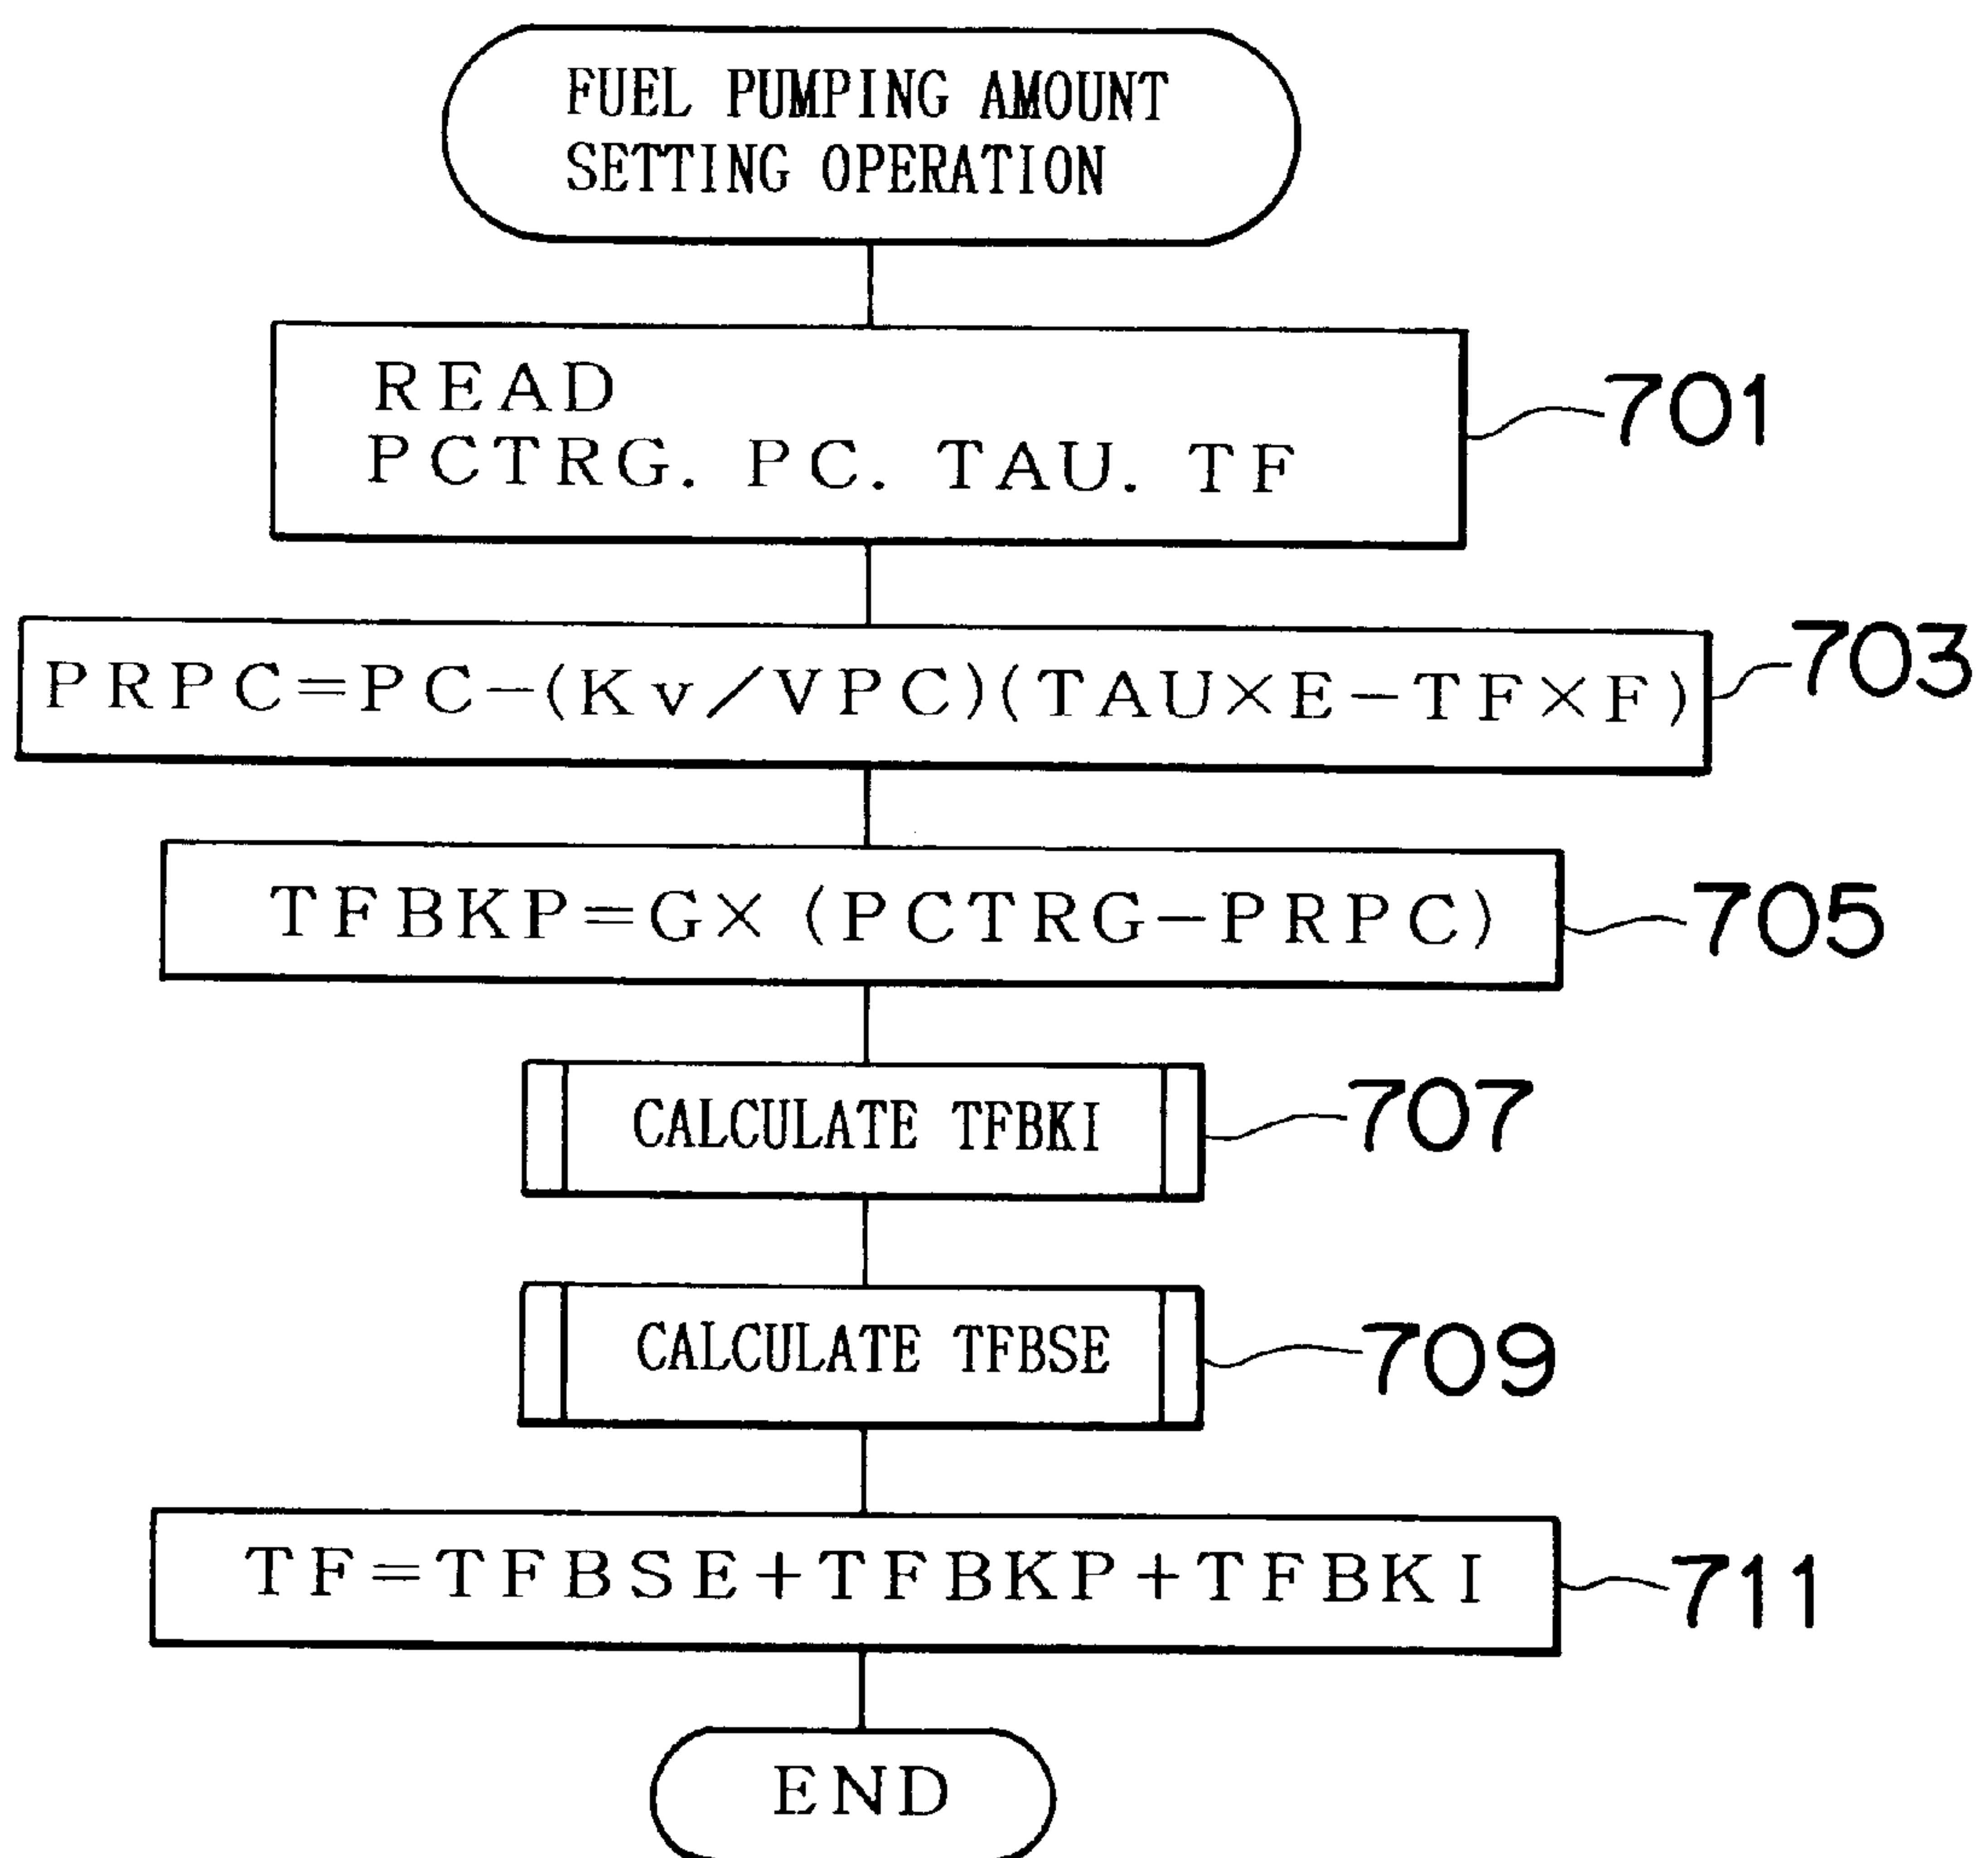 FUEL PUMPING AMOUNT
SETTING OPERATION
READ
PCTRG. PC. TAU. TF
701
PRPC=PC-(Kv/VPC)(TAU×E-TF×F)
703
TFBKP=G×(PCTRG-PRPC)
705
CALCULATE TFBKI
707
CALCULATE TFBSE
709
TF=TFBSE+TFBKP+TFBKI
711
END